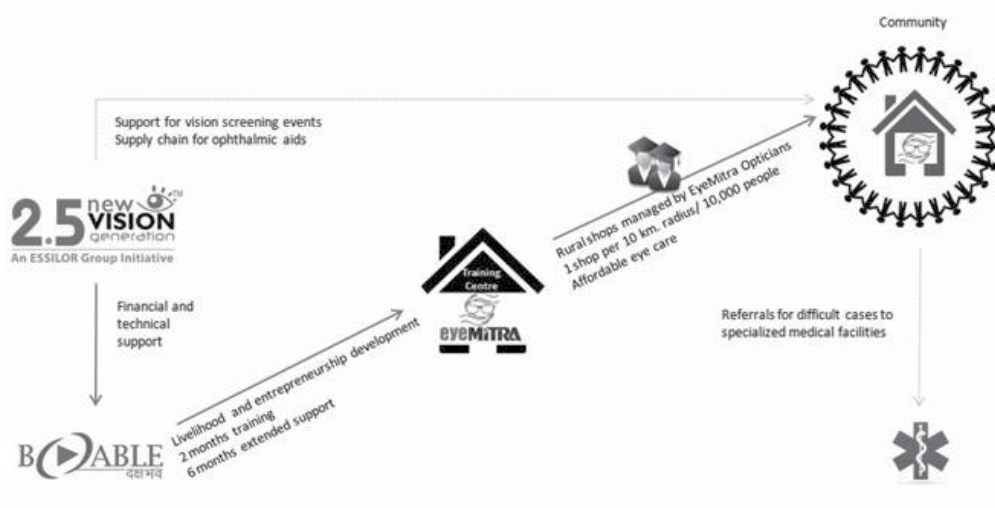 Community
Support for vision screening events
Supply chain for ophthalmic aids
2.5 new VISION generation TM
An ESSILOR Group Initiative
Financial and
technical
support
Livelihood and entrepreneurship development
2 months training
6 months extended support
Training
Centre
eyeMITRA
Rural shops managed by EyeMitra Opticians
1 shop per 10 km. radius/ 10,000 people
Affordable eye care
Referrals for difficult cases to
specialized medical facilities
B ABLE
दक्ष भव